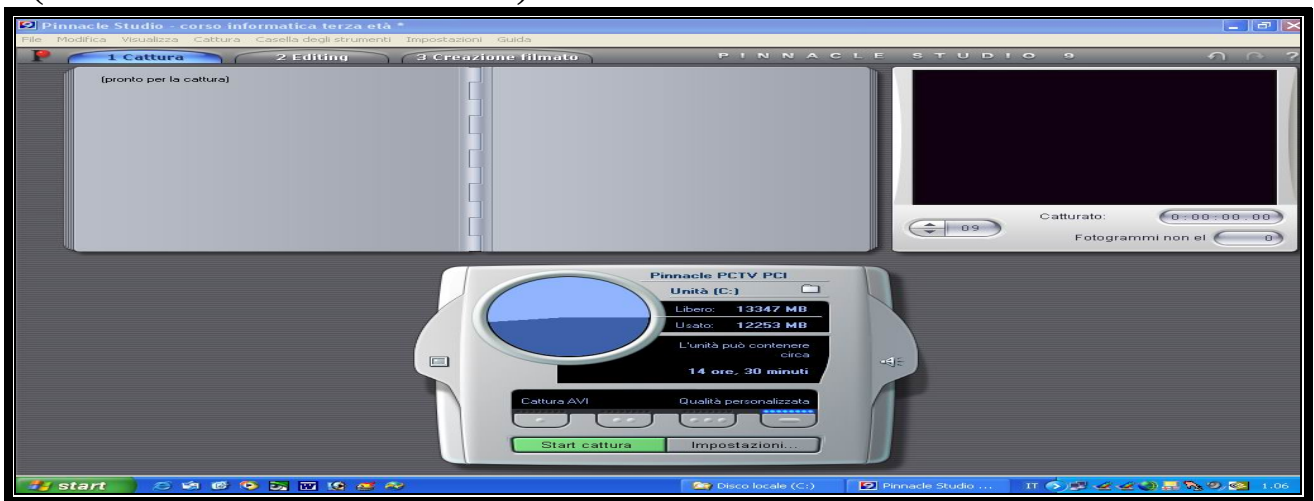 Pinnacle Studio - corso informatica terza età *
File Modifica Visualizza Cattura Casella degli strumenti Impostazioni Guida
1 Cattura 2 Editing 3 Creazione filmato PINNACLE STUDIO 9 ?
(pronto per la cattura)
Catturato: 0:00:00.00
09
Fotogrammi non el 0
Pinnacle PCTV PCI
Unità (C:)
Libero: 13347 MB
Usato: 12253 MB
L'unità può contenere
circa
14 ore, 30 minuti
Cattura AVI Qualità personalizzata
Start cattura Impostazioni...
start Disco locale (C:) Pinnacle Studio ... IT 1.06